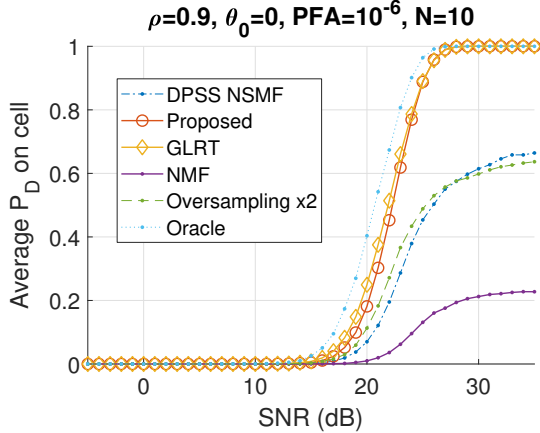 ρ=0.9, θ₀=0, PFA=10⁻⁶, N=10
Average P_D on cell
1
0.8
0.6
0.4
0.2
0
DPSS NSMF
Proposed
GLRT
NMF
Oversampling x2
Oracle
0 10 20 30
SNR (dB)